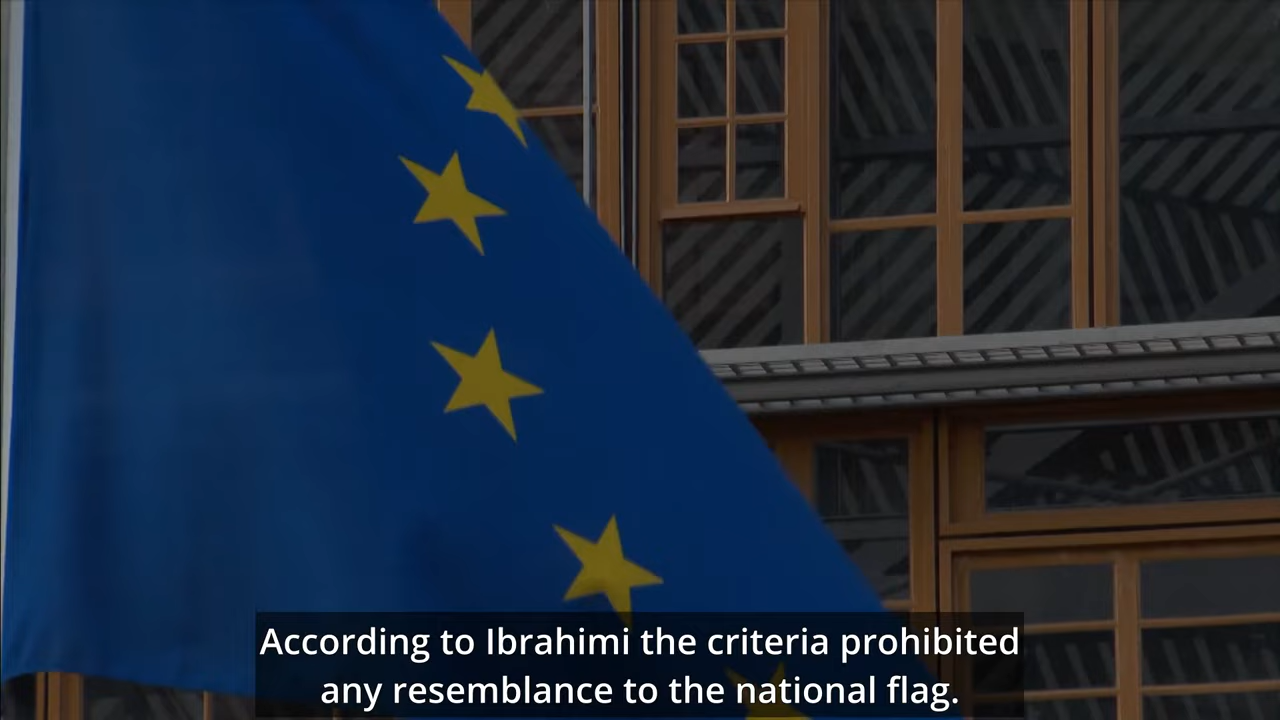 According to Ibrahimi the criteria prohibited
any resemblance to the national flag.